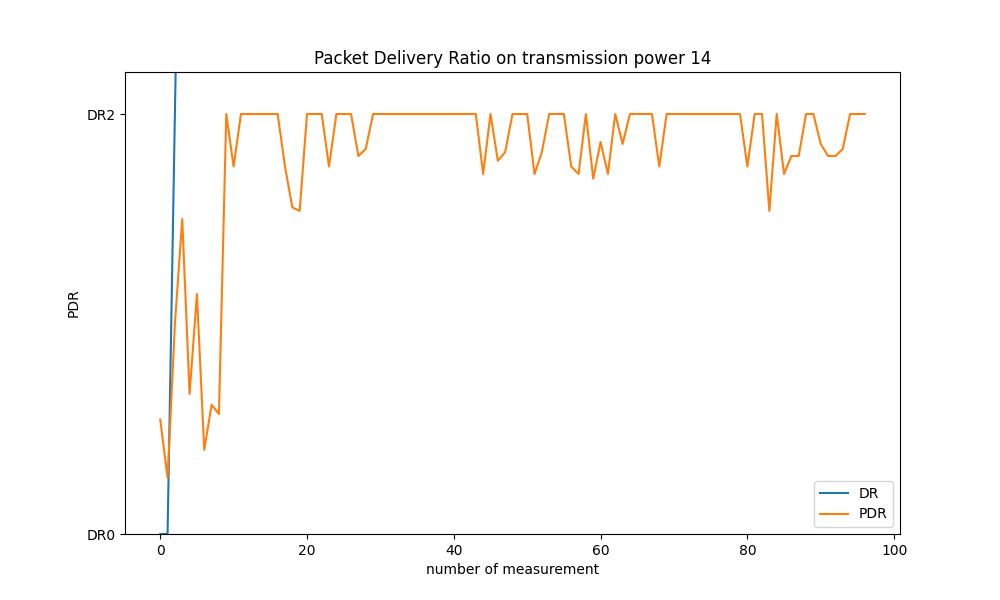 Packet Delivery Ratio on transmission power 14
DR2
PDR
DR0
0 20 40 60 80 100
number of measurement
DR
PDR